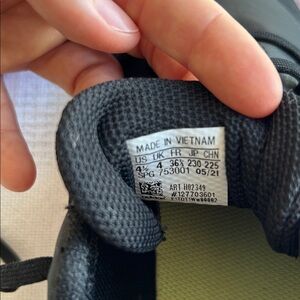 MADE IN VIETNAM
US UK FR JP CHN
4½ 4 36⅔ 230 225
SPG 753001 05/21
ART H02349
#127703601